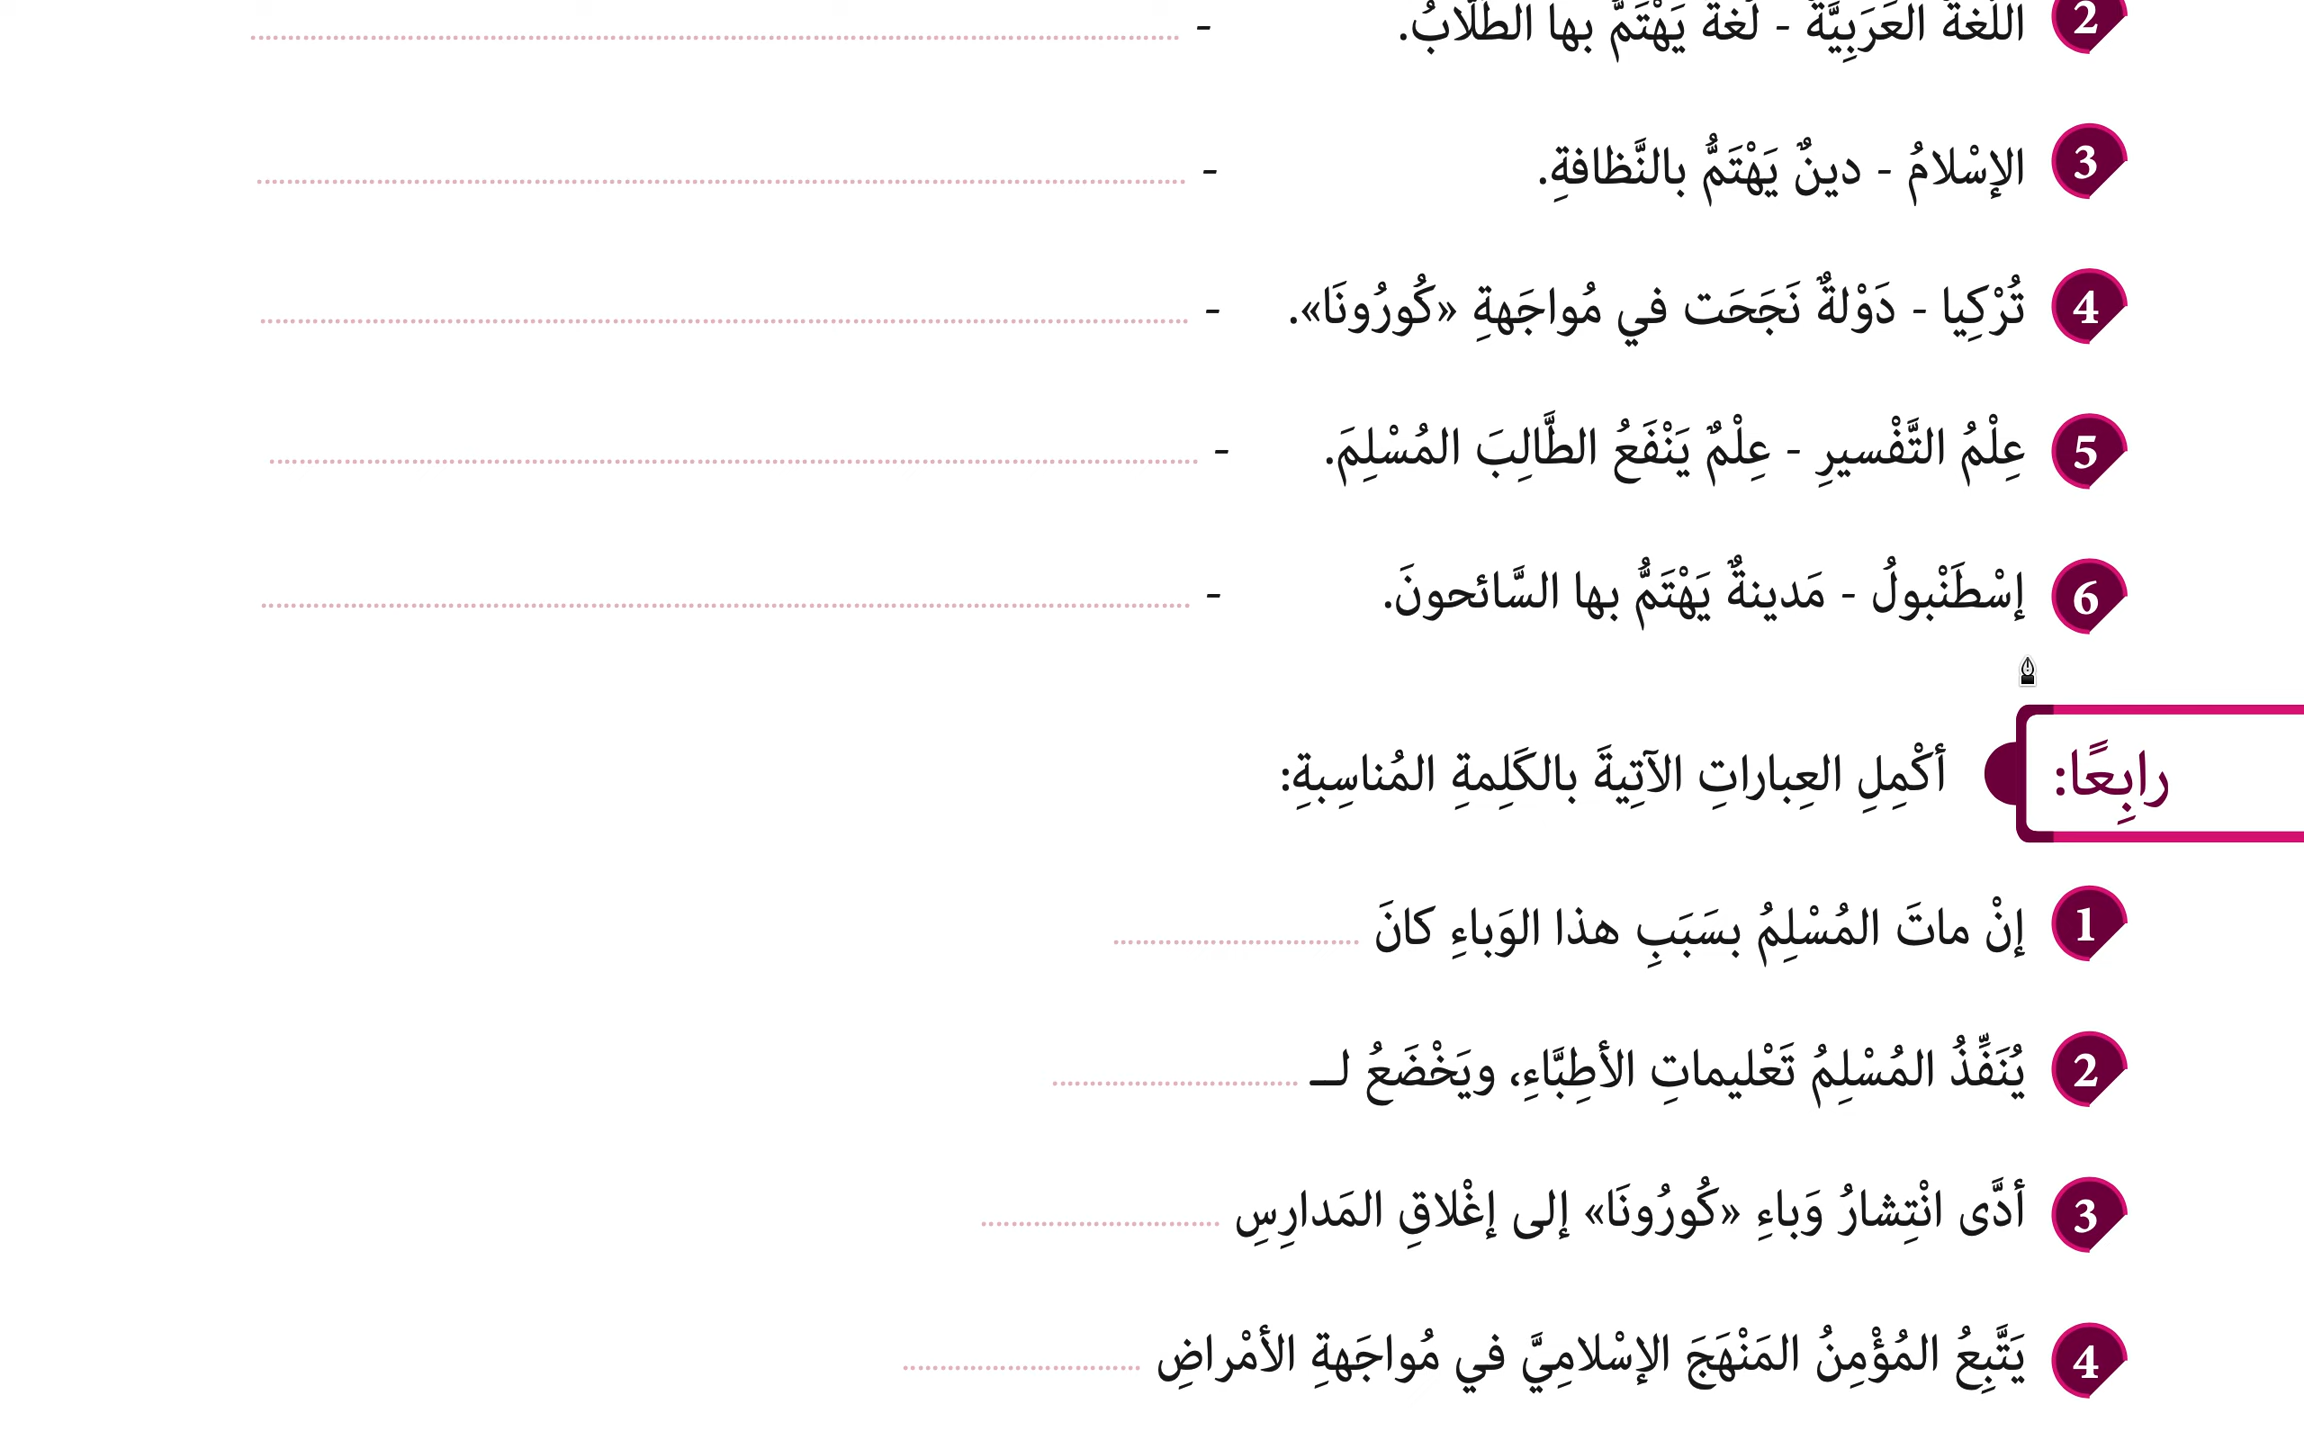 2 اللُّغةُ العَرَبِيَّةُ - لُغةٌ يَهْتَمُّ بها الطُّلّابُ. - ........
3 الإسْلامُ - دينٌ يَهْتَمُّ بالنَّظافةِ. - ........
4 تُرْكِيا - دَوْلةٌ نَجَحَت في مُواجَهةِ «كُورُونَا». - ........
5 عِلْمُ التَّفْسيرِ - عِلْمٌ يَنْفَعُ الطَّالِبَ المُسْلِمَ. - ........
6 إسْطَنْبولُ - مَدينةٌ يَهْتَمُّ بها السَّائحونَ. - ........
رابِعًا: أكْمِلِ العِباراتِ الآتِيةَ بالكَلِمةِ المُناسِبةِ:
1 إنْ ماتَ المُسْلِمُ بسَبَبِ هذا الوَباءِ كانَ ........
2 يُنَفِّذُ المُسْلِمُ تَعْليماتِ الأطِبَّاءِ، ويَخْضَعُ لــ ........
3 أدَّى انْتِشارُ وَباءِ «كُورُونَا» إلى إغْلاقِ المَدارِسِ ........
4 يَتَّبِعُ المُؤْمِنُ المَنْهَجَ الإسْلامِيَّ في مُواجَهةِ الأمْراضِ ........